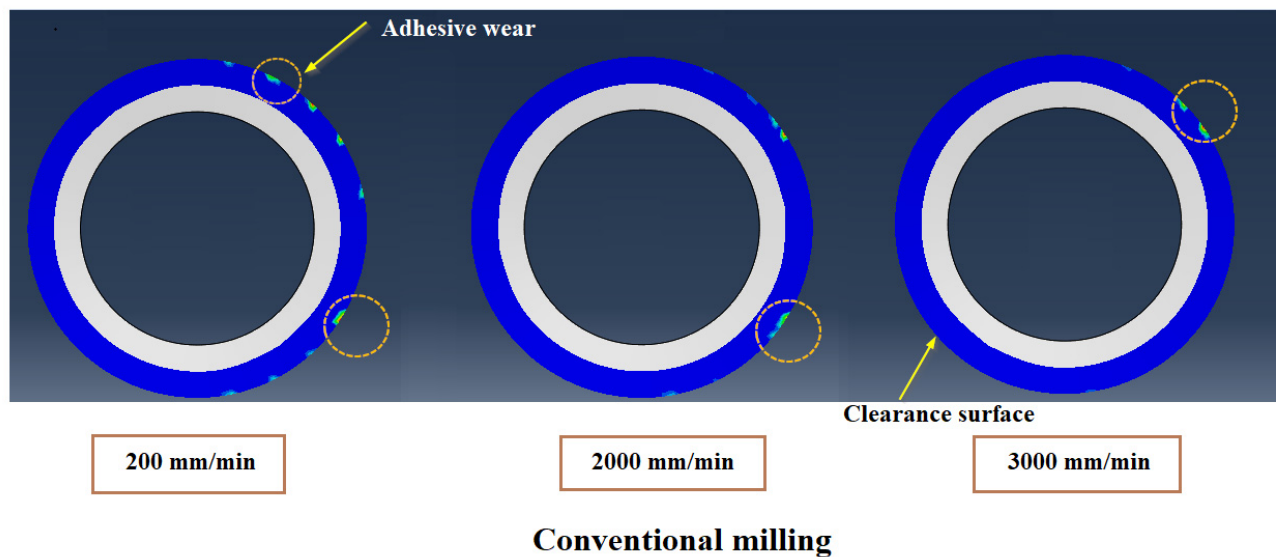 Adhesive wear
Clearance surface
200 mm/min
2000 mm/min
3000 mm/min
Conventional milling